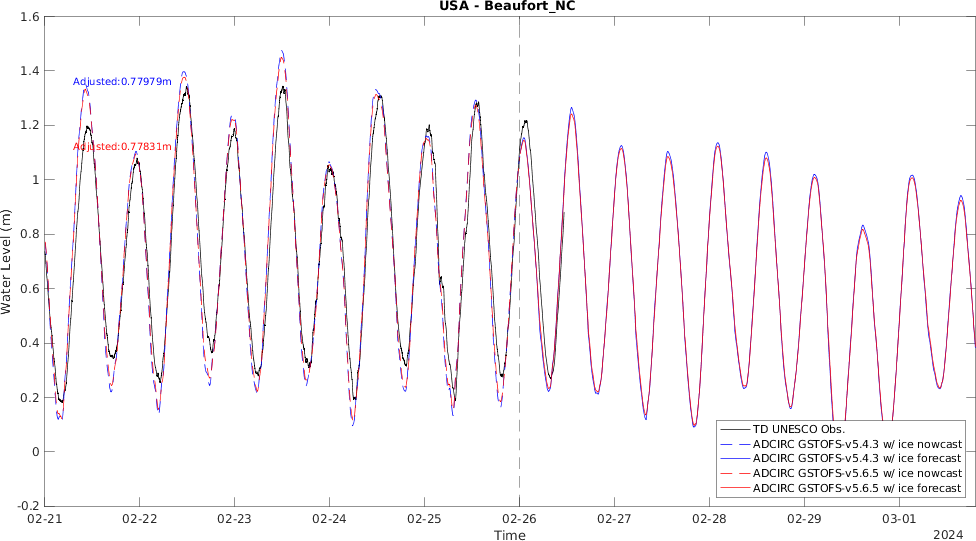 USA - Beaufort_NC
1.6
1.4
Adjusted:0.77979m
1.2
Adjusted:0.77831m
1
0.8
0.6
0.4
0.2
0
-0.2
Water Level (m)
TD UNESCO Obs.
ADCIRC GSTOFS-v5.4.3 w/ ice nowcast
ADCIRC GSTOFS-v5.4.3 w/ ice forecast
ADCIRC GSTOFS-v5.6.5 w/ ice nowcast
ADCIRC GSTOFS-v5.6.5 w/ ice forecast
02-21 02-22 02-23 02-24 02-25 02-26 02-27 02-28 02-29 03-01
Time
2024